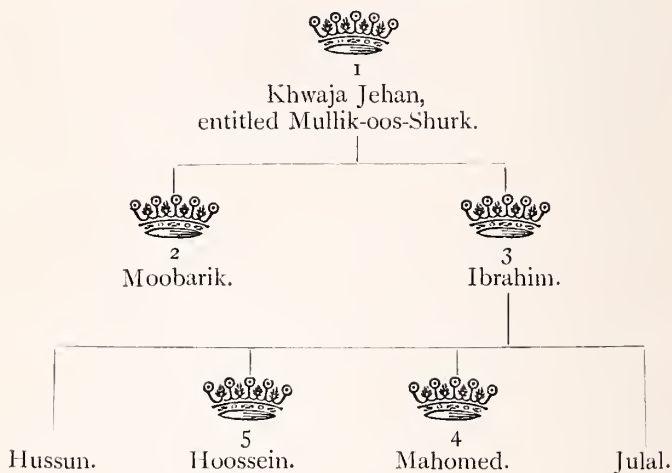 1
Khwaja Jehan,
entitled Mullik-oos-Shurk.
2 3
Moobarik. Ibrahim.
5 4
Hussun. Hoossein. Mahomed. Julal.